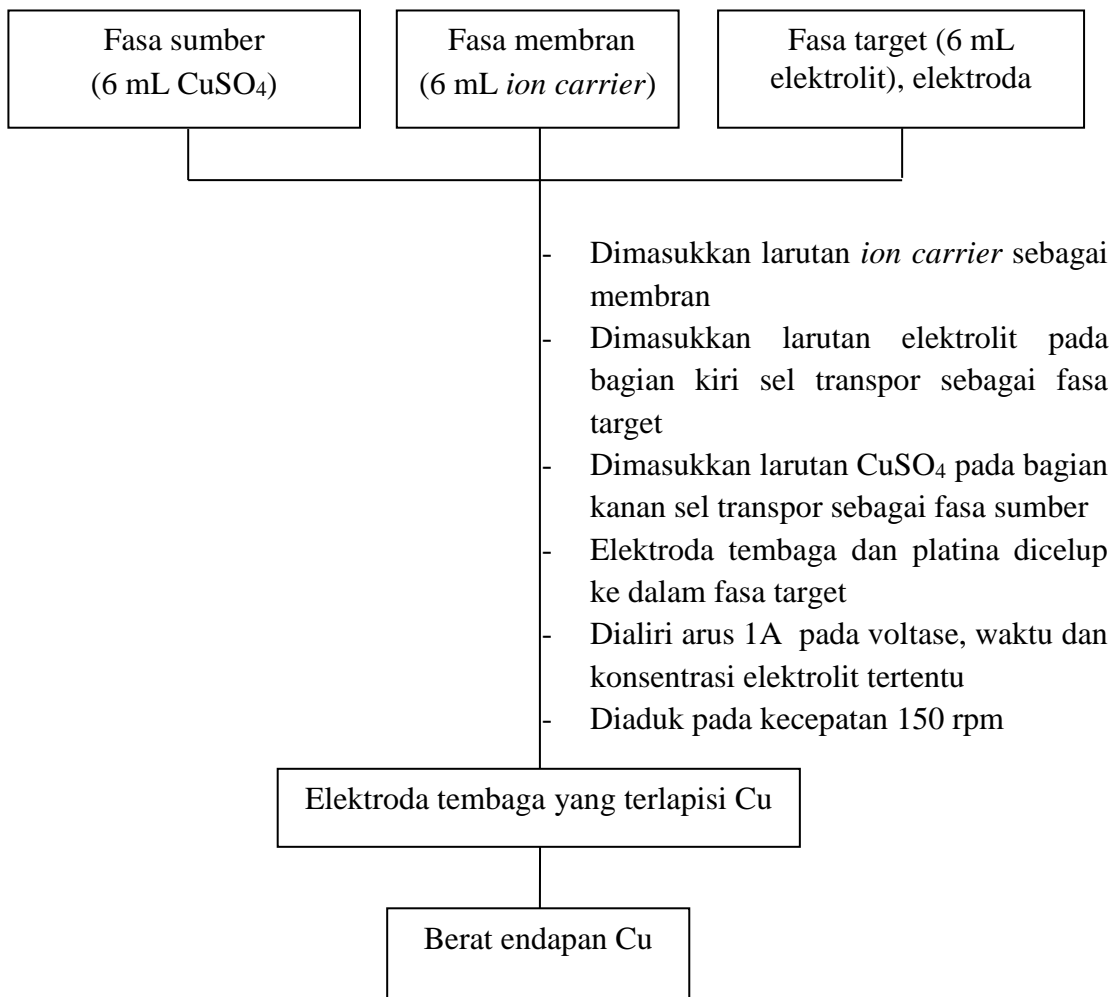 Fasa sumber
(6 mL CuSO₄)
Fasa membran
(6 mL ion carrier)
Fasa target (6 mL
elektrolit), elektroda
- Dimasukkan larutan ion carrier sebagai
membran
- Dimasukkan larutan elektrolit pada
bagian kiri sel transpor sebagai fasa
target
- Dimasukkan larutan CuSO₄ pada bagian
kanan sel transpor sebagai fasa sumber
- Elektroda tembaga dan platina dicelup
ke dalam fasa target
- Dialiri arus 1A pada voltase, waktu dan
konsentrasi elektrolit tertentu
- Diaduk pada kecepatan 150 rpm
Elektroda tembaga yang terlapisi Cu
Berat endapan Cu